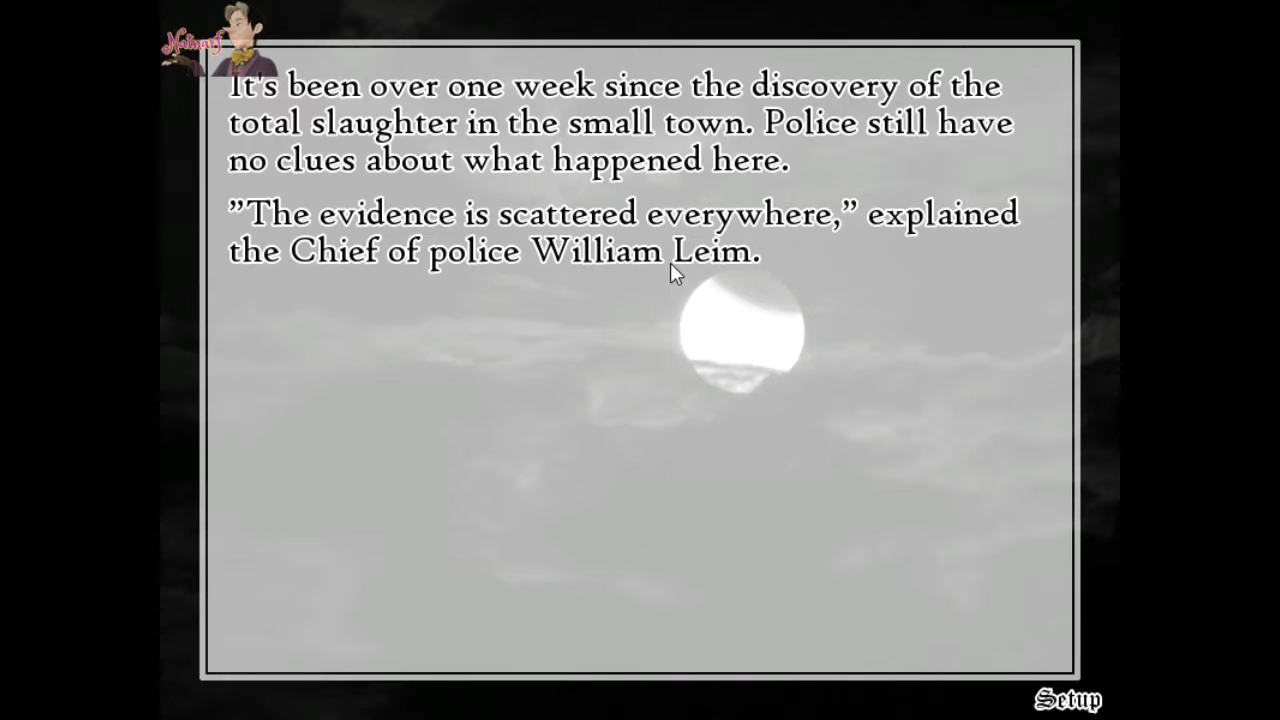 Natnarf
It's been over one week since the discovery of the
total slaughter in the small town. Police still have
no clues about what happened here.
"The evidence is scattered everywhere," explained
the Chief of police William Leim.
Setup